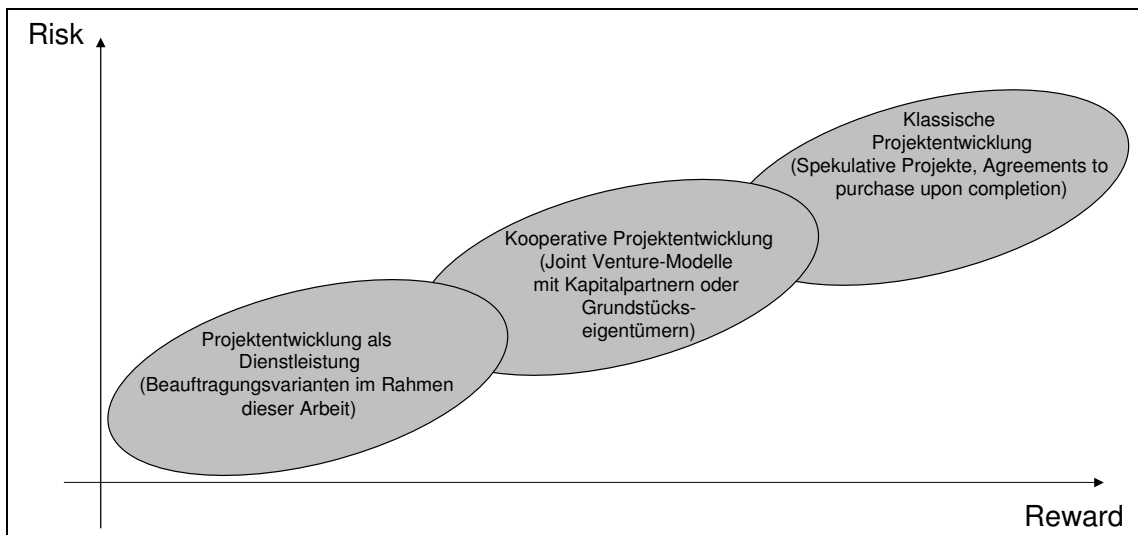 Risk
Klassische
Projektentwicklung
(Spekulative Projekte, Agreements to
purchase upon completion)
Kooperative Projektentwicklung
(Joint Venture-Modelle
mit Kapitalpartnern oder
Grundstücks-
eigentümern)
Projektentwicklung als
Dienstleistung
(Beauftragungsvarianten im Rahmen
dieser Arbeit)
Reward